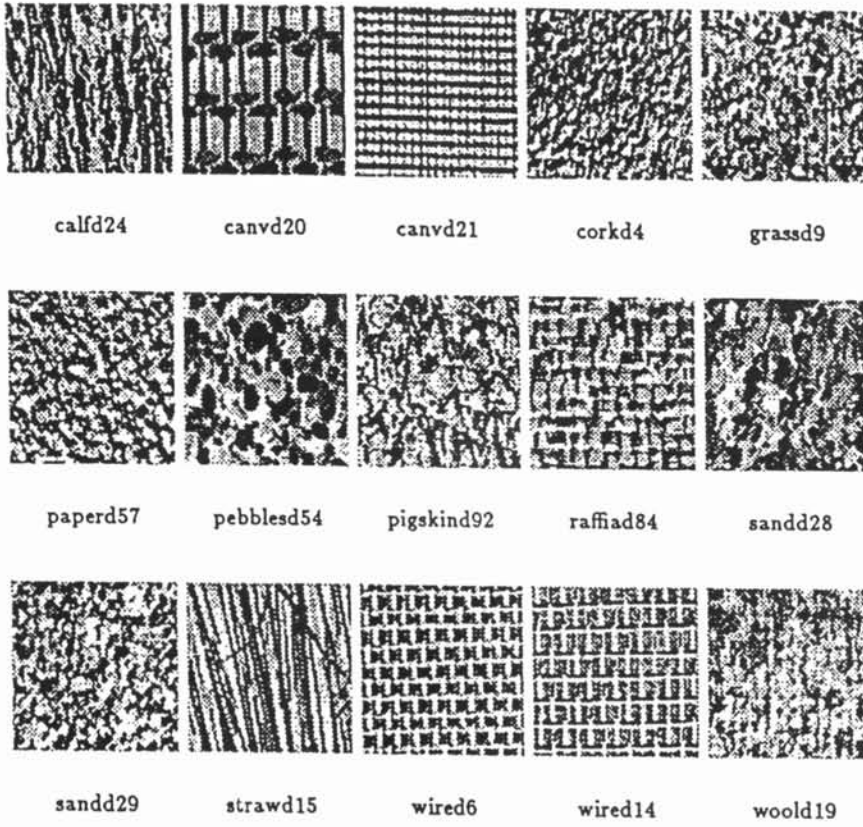 calfd24 canvd20 canvd21 corkd4 grassd9
paperd57 pebblesd54 pigskind92 raffiad84 sandd28
sandd29 strawd15 wired6 wired14 woold19